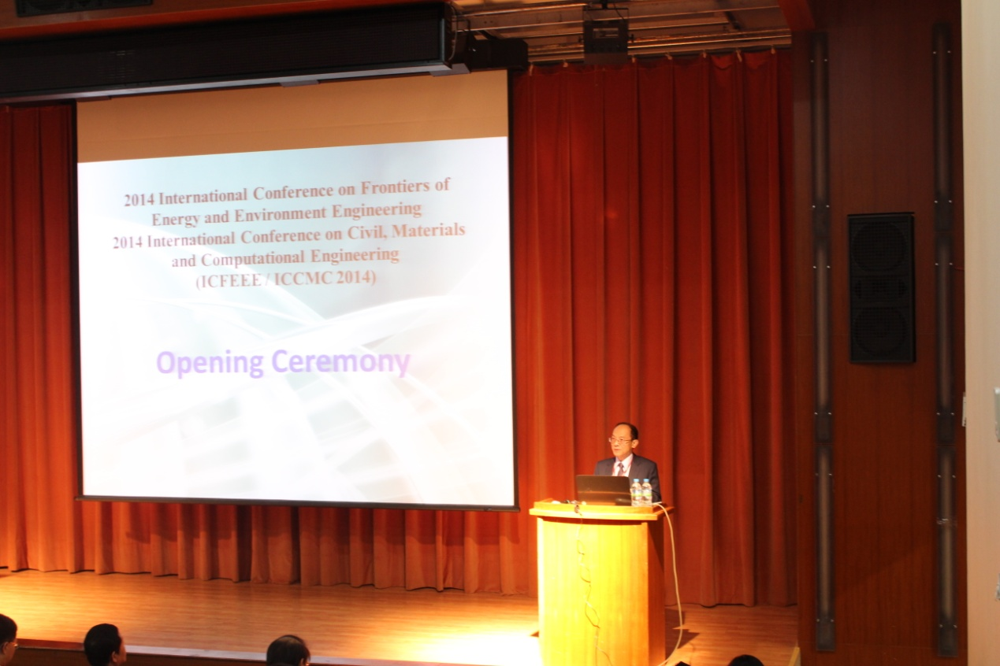 2014 International Conference on Frontiers of
Energy and Environment Engineering
2014 International Conference on Civil, Materials
and Computational Engineering
(ICFEEE / ICCMC 2014)
Opening Ceremony